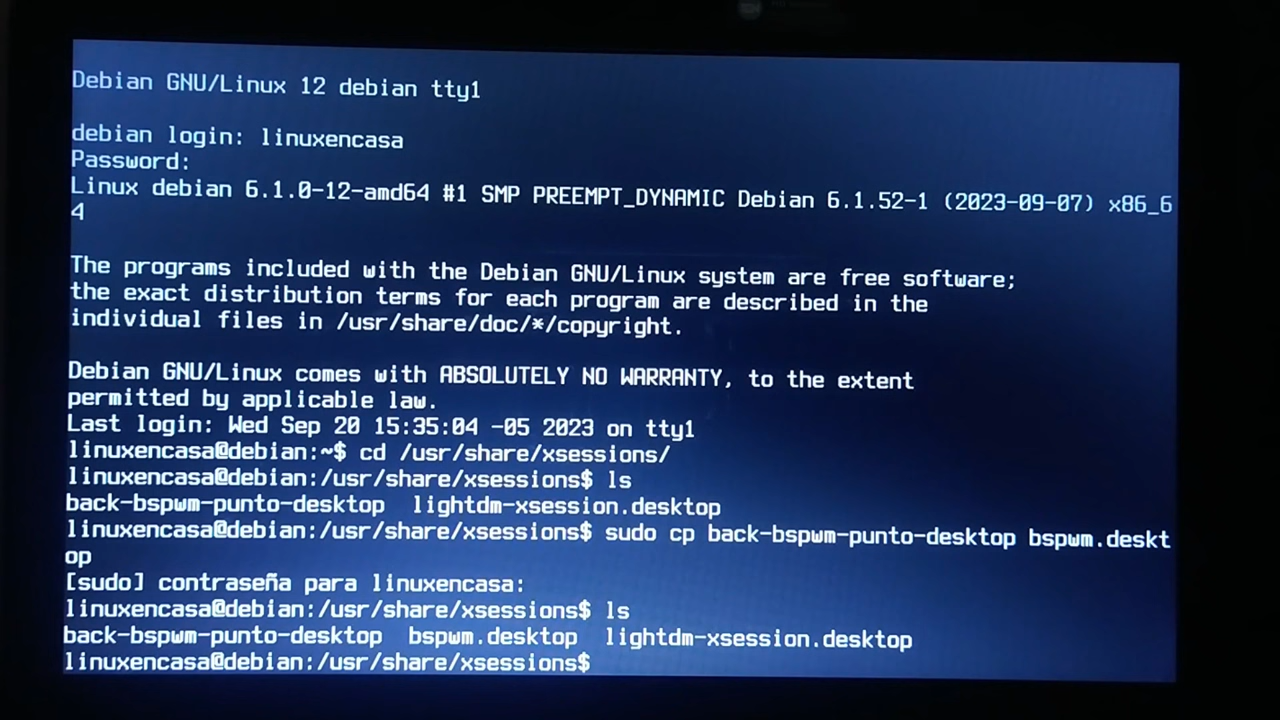 Debian GNU/Linux 12 debian tty1
debian login: linuxencasa
Password:
Linux debian 6.1.0-12-amd64 #1 SMP PREEMPT_DYNAMIC Debian 6.1.52-1 (2023-09-07) x86_6
4
The programs included with the Debian GNU/Linux system are free software;
the exact distribution terms for each program are described in the
individual files in /usr/share/doc/*/copyright.
Debian GNU/Linux comes with ABSOLUTELY NO WARRANTY, to the extent
permitted by applicable law.
Last login: Wed Sep 20 15:35:04 -05 2023 on tty1
linuxencasa@debian:~$ cd /usr/share/xsessions/
linuxencasa@debian:/usr/share/xsessions$ ls
back-bspwm-punto-desktop  lightdm-xsession.desktop
linuxencasa@debian:/usr/share/xsessions$ sudo cp back-bspwm-punto-desktop bspwm.deskt
op
[sudo] contraseña para linuxencasa:
linuxencasa@debian:/usr/share/xsessions$ ls
back-bspwm-punto-desktop  bspwm.desktop  lightdm-xsession.desktop
linuxencasa@debian:/usr/share/xsessions$